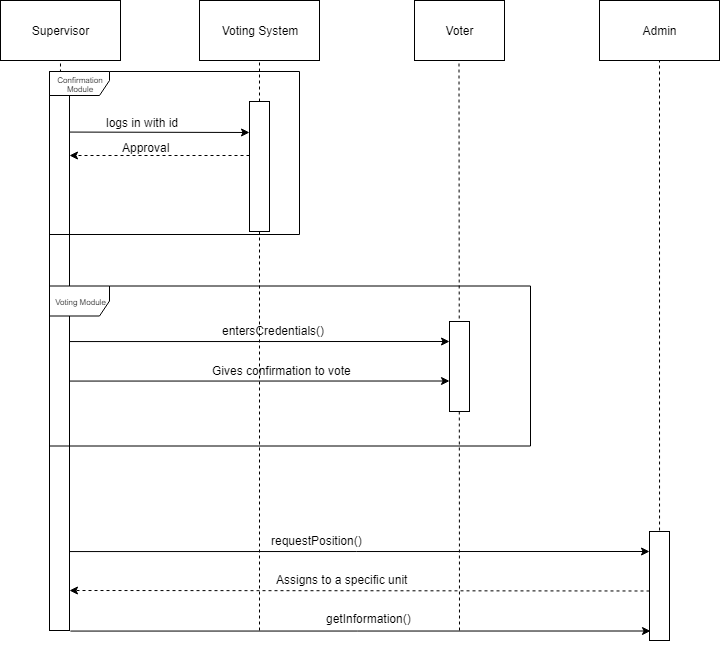 Supervisor
Voting System
Voter
Admin
Confirmation
Module
logs in with id
Approval
Voting Module
entersCredentials()
Gives confirmation to vote
requestPosition()
Assigns to a specific unit
getInformation()